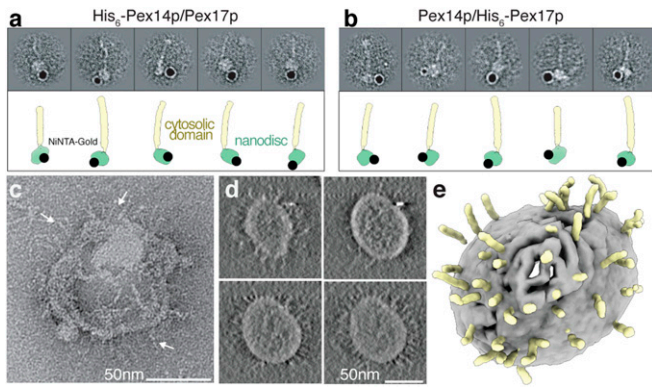 a His₆-Pex14p/Pex17p
b Pex14p/His₆-Pex17p
NiNTA-Gold
cytosolic
domain
nanodisc
c
50nm
d
50nm
e